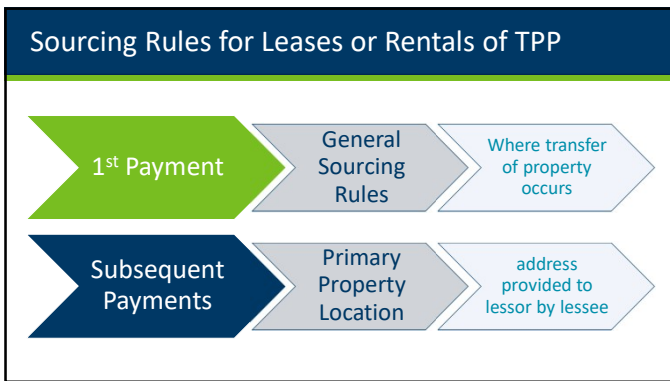 Sourcing Rules for Leases or Rentals of TPP
1st Payment
General
Sourcing
Rules
Where transfer
of property
occurs
Subsequent
Payments
Primary
Property
Location
address
provided to
lessor by lessee